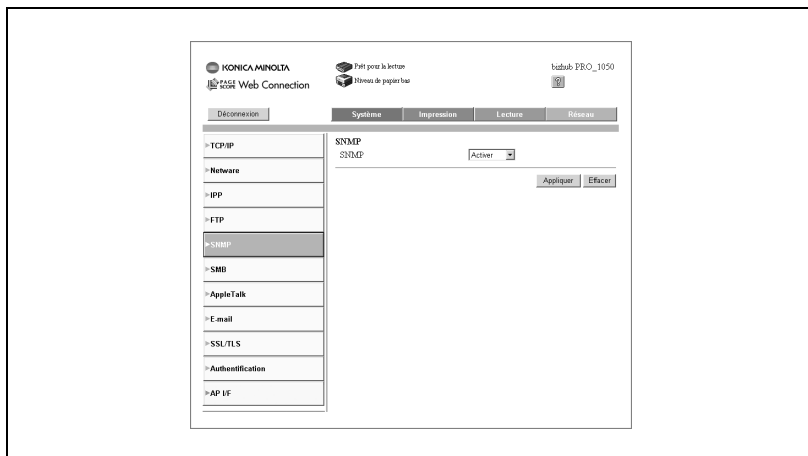 KONICA MINOLTA
PAGE SCOPE Web Connection
Prêt pour la lecture
Niveau de papier bas
bizhub PRO_1050
?
Déconnexion
Système
Impression
Lecture
Réseau
TCP/IP
Netware
IPP
FTP
SNMP
SMB
AppleTalk
E-mail
SSL/TLS
Authentification
AP I/F
SNMP
SNMP
Activer
Appliquer
Effacer